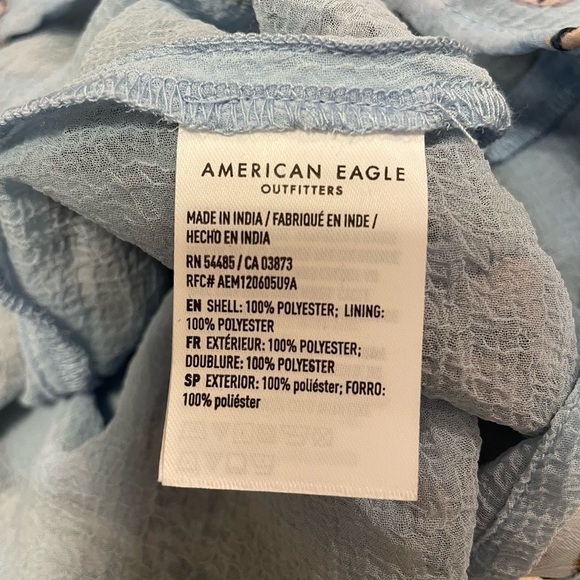 AMERICAN EAGLE
OUTFITTERS
MADE IN INDIA / FABRIQUÉ EN INDE /
HECHO EN INDIA
RN 54485 / CA 03873
RFC# AEM120605U9A
EN SHELL: 100% POLYESTER; LINING:
100% POLYESTER
FR EXTÉRIEUR: 100% POLYESTER;
DOUBLURE: 100% POLYESTER
SP EXTERIOR: 100% poliéster; FORRO:
100% poliéster